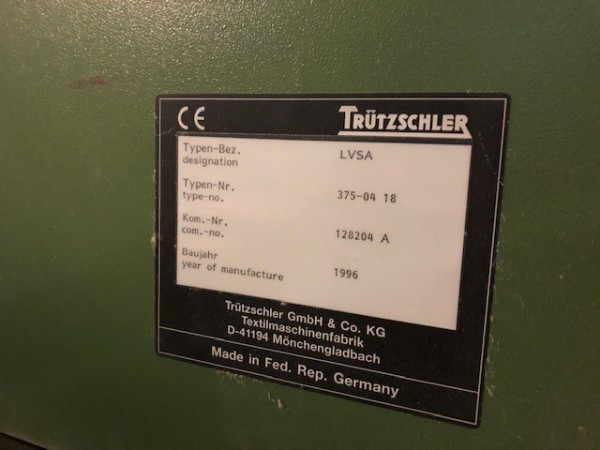 CE TRÜTZSCHLER
Typen-Bez. LVSA
designation
Typen-Nr.
type-no. 375-04 18
Kom.-Nr.
com.-no. 128204 A
Baujahr
year of manufacture 1996
Trützschler GmbH & Co. KG
Textilmaschinenfabrik
D-41194 Mönchengladbach
Made in Fed. Rep. Germany